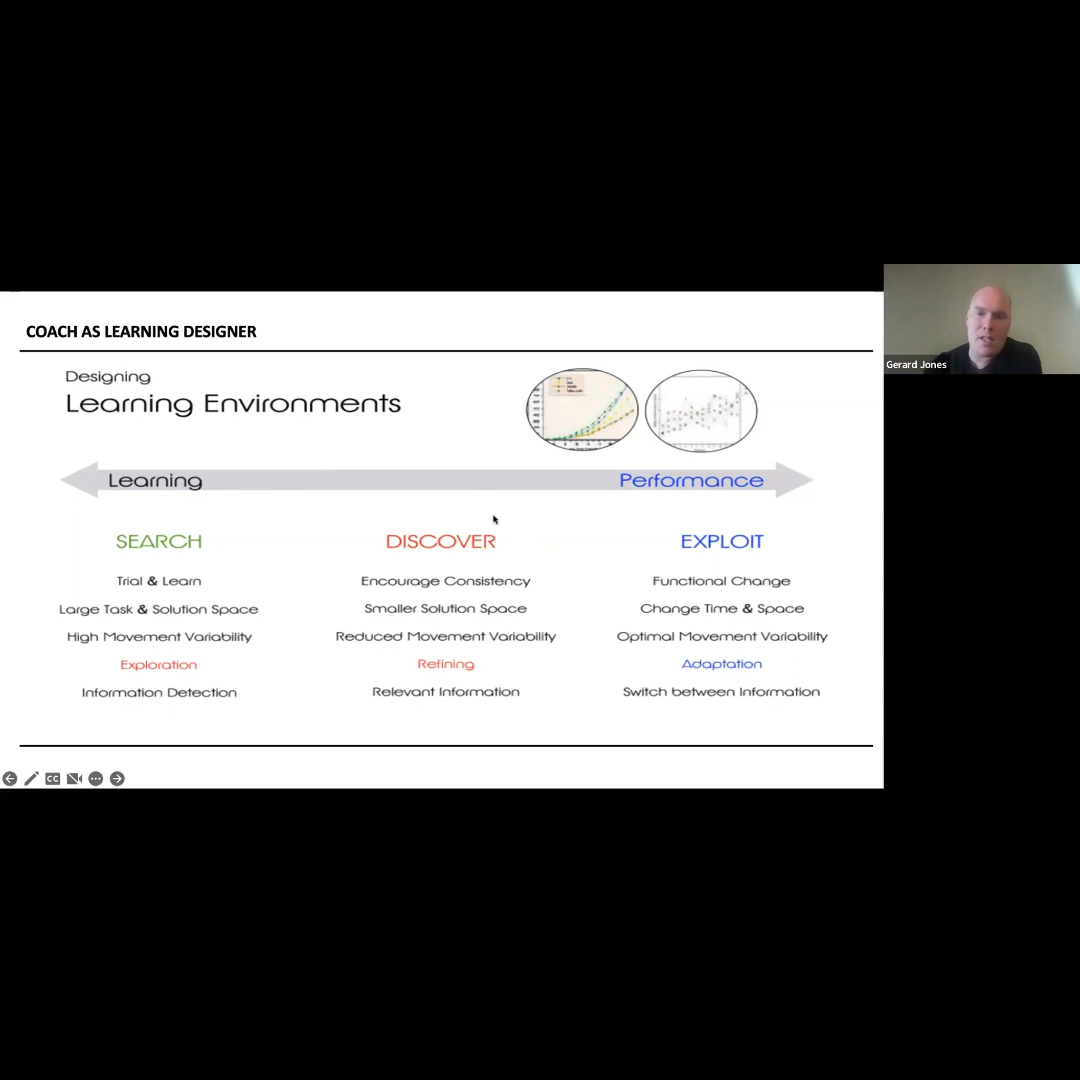 COACH AS LEARNING DESIGNER
Designing
Learning Environments
Learning
Performance
SEARCH
DISCOVER
EXPLOIT
Trial & Learn
Encourage Consistency
Functional Change
Large Task & Solution Space
Smaller Solution Space
Change Time & Space
High Movement Variability
Reduced Movement Variability
Optimal Movement Variability
Exploration
Refining
Adaptation
Information Detection
Relevant Information
Switch between Information
Gerard Jones
CC